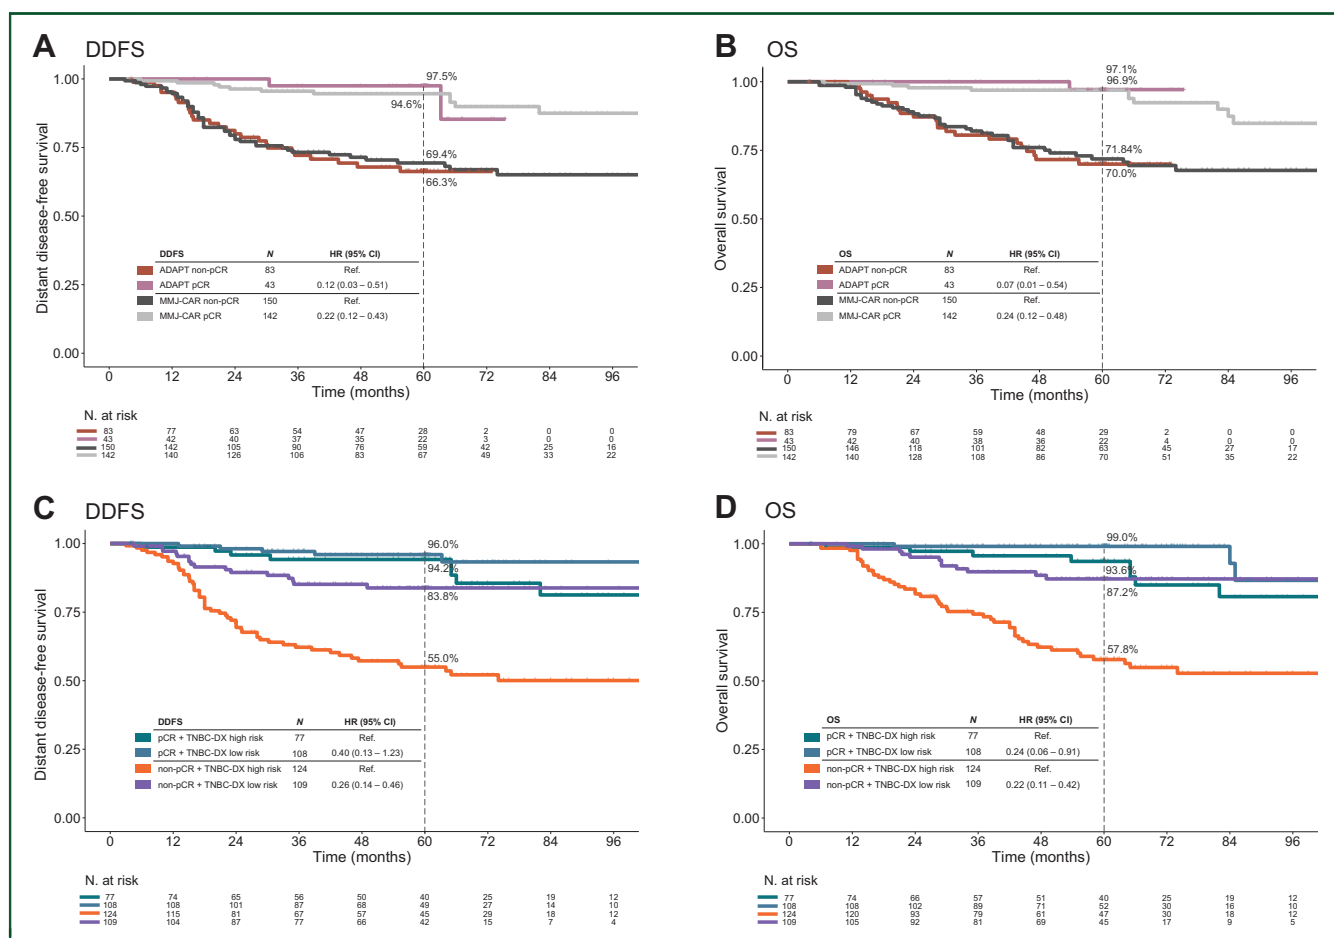 A DDFS
1.00
0.75
0.50
0.25
0.00
Distant disease-free survival
97.5%
94.6%
69.4%
66.3%
DDFS N HR (95% CI)
ADAPT non-pCR 83 Ref.
ADAPT pCR 43 0.12 (0.03 – 0.51)
MMJ-CAR non-pCR 150 Ref.
MMJ-CAR pCR 142 0.22 (0.12 – 0.43)
0 12 24 36 48 60 72 84 96
Time (months)
N. at risk
83 77 63 54 47 28 2 0 0
43 42 40 37 35 22 3 0 0
150 142 105 90 76 59 42 25 16
142 140 126 106 83 67 49 33 22
B OS
1.00
0.75
0.50
0.25
0.00
Overall survival
97.1%
96.9%
71.84%
70.0%
OS N HR (95% CI)
ADAPT non-pCR 83 Ref.
ADAPT pCR 43 0.07 (0.01 – 0.54)
MMJ-CAR non-pCR 150 Ref.
MMJ-CAR pCR 142 0.24 (0.12 – 0.48)
0 12 24 36 48 60 72 84 96
Time (months)
N. at risk
83 79 67 59 48 29 2 0 0
43 42 40 38 36 22 4 0 0
150 146 118 101 82 63 45 27 17
142 140 128 108 86 70 51 35 22
C DDFS
1.00
0.75
0.50
0.25
0.00
Distant disease-free survival
96.0%
94.2%
83.8%
55.0%
DDFS N HR (95% CI)
pCR + TNBC-DX high risk 77 Ref.
pCR + TNBC-DX low risk 108 0.40 (0.13 – 1.23)
non-pCR + TNBC-DX high risk 124 Ref.
non-pCR + TNBC-DX low risk 109 0.26 (0.14 – 0.46)
0 12 24 36 48 60 72 84 96
Time (months)
N. at risk
77 74 65 56 50 40 25 19 12
108 108 101 87 68 49 27 14 10
124 115 81 67 57 45 29 18 12
109 104 87 77 66 42 15 7 4
D OS
1.00
0.75
0.50
0.25
0.00
Overall survival
99.0%
93.6%
87.2%
57.8%
OS N HR (95% CI)
pCR + TNBC-DX high risk 77 Ref.
pCR + TNBC-DX low risk 108 0.24 (0.06 – 0.91)
non-pCR + TNBC-DX high risk 124 Ref.
non-pCR + TNBC-DX low risk 109 0.22 (0.11 – 0.42)
0 12 24 36 48 60 72 84 96
Time (months)
N. at risk
77 74 66 57 51 40 25 19 12
108 108 102 89 71 52 30 16 10
124 120 93 79 61 47 30 18 12
109 105 92 81 69 45 17 9 5